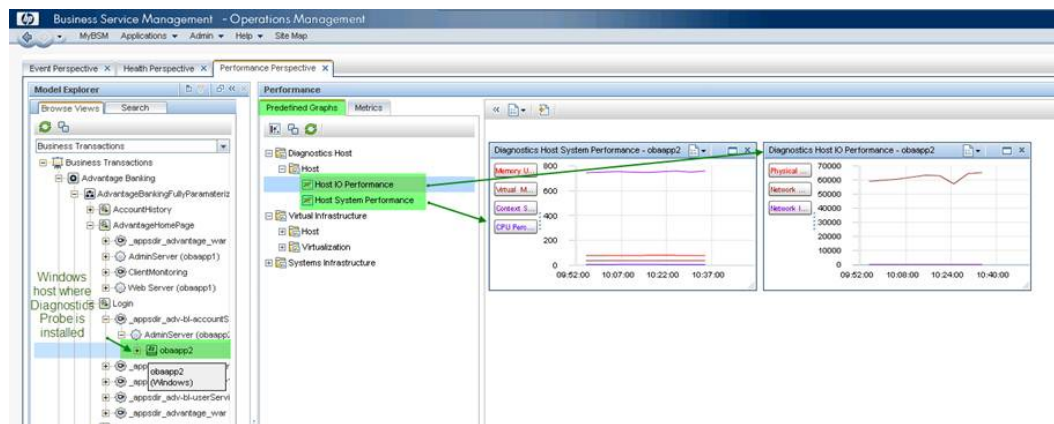 Business Service Management - Operations Management
MyBSM Applications Admin Help Site Map
Event Perspective X Health Perspective X Performance Perspective X
Model Explorer
Browse Views Search
Business Transactions
Business Transactions
Advantage Banking
AdvantageBankingFullyParamateriz
AccountHistory
AdvantageHomePage
_appsdir_advantage_war
AdminServer (obaapp1)
ClientMonitoring
Web Server (obaapp1)
Login
_appsdir_adv-bl-accountS
AdminServer (obaapp2
obaapp2
_app
_app
_appsdir_adv-bl-userServi
_appsdir_advantage_war
obaapp2
(Windows)
Windows
host where
Diagnostics
Probe is
installed
Performance
Predefined Graphs Metrics
Diagnostics Host
Host
Host IO Performance
Host System Performance
Virtual Infrastructure
Host
Virtualization
Systems Infrastructure
Diagnostics Host System Performance - obaapp2
Memory U...
Virtual M...
Context S...
CPU Perc...
800
600
400
200
0
09:52:00 10:07:00 10:22:00 10:37:00
Diagnostics Host IO Performance - obaapp2
Physical ...
Network ...
Network I...
70000
60000
50000
40000
30000
20000
10000
0
09:52:00 10:08:00 10:24:00 10:40:00